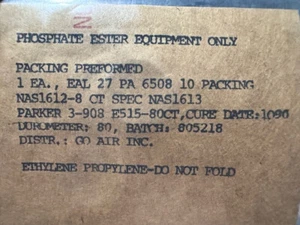 PHOSPHATE ESTER EQUIPMENT ONLY
PACKING PREFORMED
1 EA., EAL 27 PA 6508 10 PACKING
NAS1612-8 CT SPEC NAS1613
PARKER 3-908 E515-80CT,CURE DATE:1090
DUROMETER: 80, BATCH: 805218
DISTR.: GO AIR INC.
ETHYLENE PROPYLENE-DO NOT FOLD